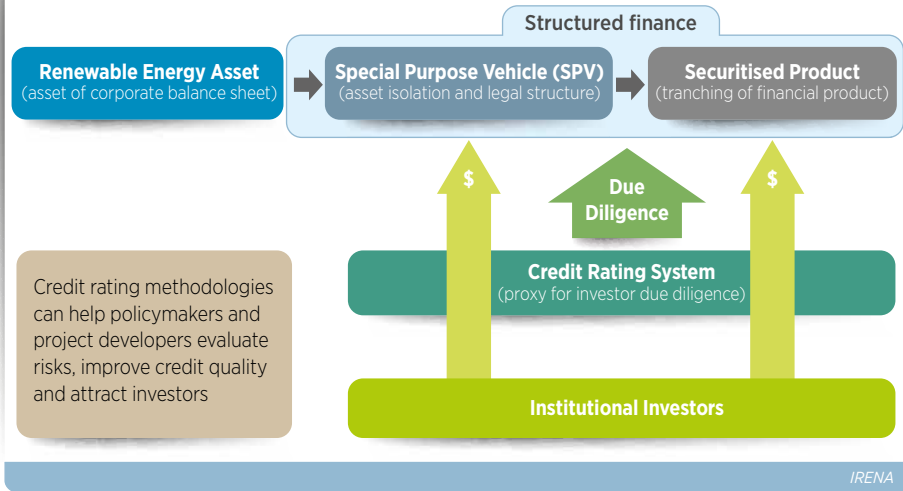 Structured finance
Renewable Energy Asset
(asset of corporate balance sheet)
Special Purpose Vehicle (SPV)
(asset isolation and legal structure)
Securitised Product
(tranching of financial product)
$
Due
Diligence
$
Credit Rating System
(proxy for investor due diligence)
Credit rating methodologies
can help policymakers and
project developers evaluate
risks, improve credit quality
and attract investors
Institutional Investors
IRENA